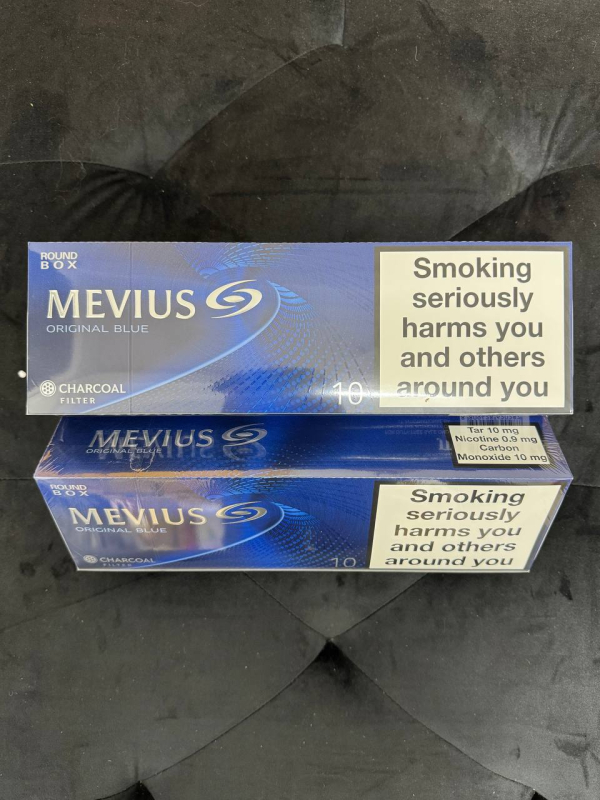 ROUND
BOX
MEVIUS
ORIGINAL BLUE
CHARCOAL
FILTER
10
Smoking
seriously
harms you
and others
around you
MEVIUS
ORIGINAL BLUE
Tar 10 mg
Nicotine 0.9 mg
Carbon
Monoxide 10 mg
ROUND
BOX
MEVIUS
ORIGINAL BLUE
CHARCOAL
FILTER
10
Smoking
seriously
harms you
and others
around you